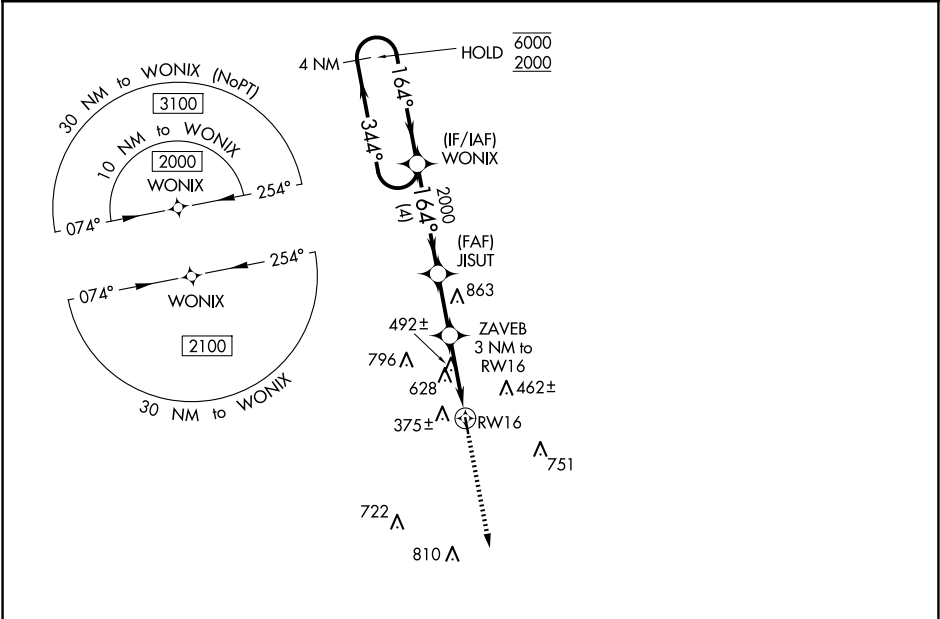 30 NM to WONIX (NoPT)
3100
10 NM to WONIX
2000
WONIX
074°
254°
074°
254°
WONIX
2100
30 NM to WONIX
4 NM
HOLD
6000
2000
164°
344°
(IF/IAF)
WONIX
2000
164°
(4)
(FAF)
JISUT
863
492±
ZAVEB
3 NM to
RW16
796
628
462±
375±
RW16
751
722
810